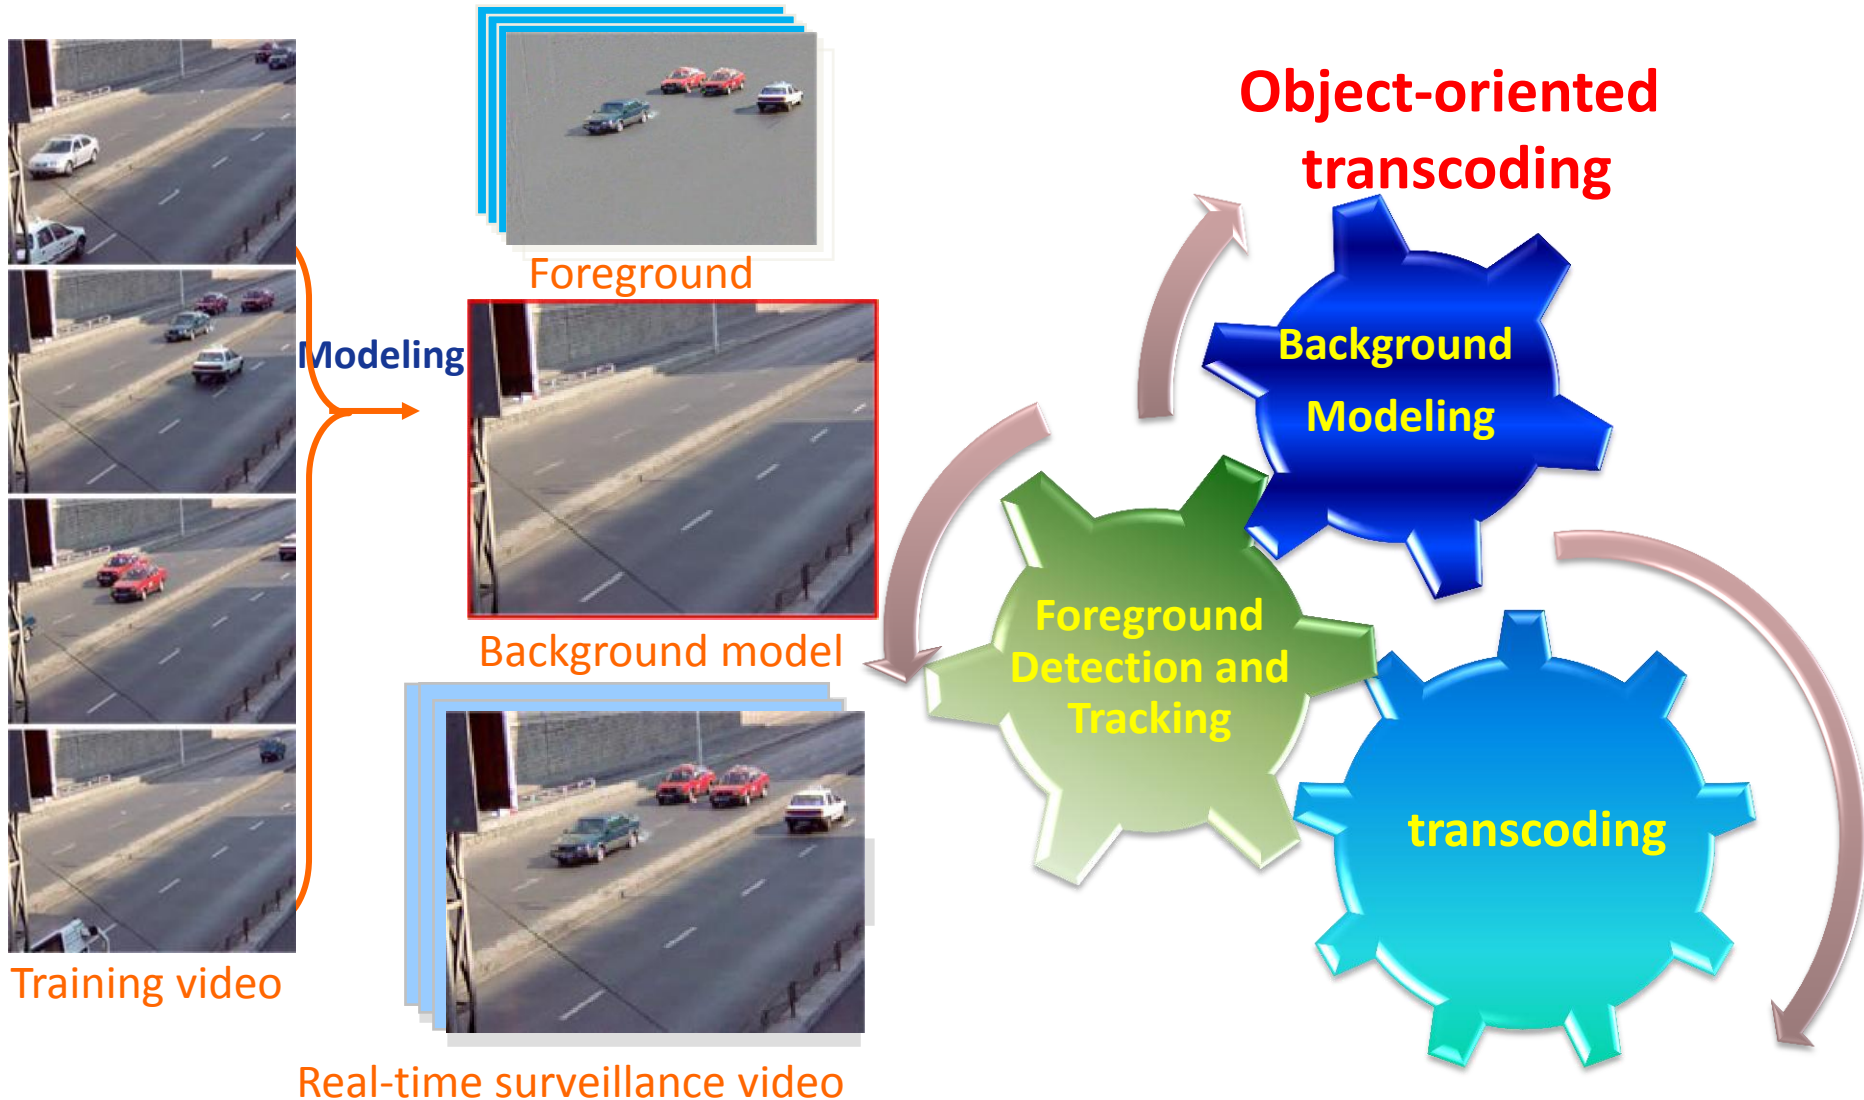 Foreground
Modeling
Background model
Training video
Real-time surveillance video
Object-oriented
transcoding
Background
Modeling
Foreground
Detection and
Tracking
transcoding